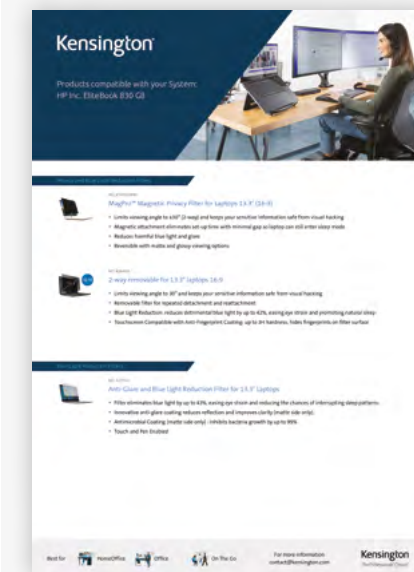 Kensington
Products compatible with your System:
HP Inc. EliteBook 830 G8
MagPro™ Magnetic Privacy Filter for Laptops 13.3" (16:9)
• Limits viewing angle to ±30° (2-way) and keeps your sensitive information safe from visual hacking
• Magnetic attachment eliminates set up time with minimal gap so laptop can still enter sleep mode
• Reduces harmful blue light and glare
• Reversible with matte and glossy viewing options
2-way removable for 13.3" laptops 16:9
• Limits viewing angle to 30° and keeps your sensitive information safe from visual hacking
• Removable filter for repeated detachment and reattachment
• Blue Light Reduction: reduces detrimental blue light by up to 42%, easing eye strain and promoting natural sleep
• Touchscreen Compatible with Anti-Fingerprint Coating: up to 3H hardness, hides fingerprints on filter surface
Anti-Glare and Blue Light Reduction Filter for 13.3" Laptops
• Filter eliminates blue light by up to 42%, easing eye strain and reducing the chances of interrupting sleep patterns.
• Innovative anti-glare coating reduces reflection and improves clarity (matte side only).
• Antimicrobial Coating (matte side only) - inhibits bacteria growth by up to 99%
• Touch and Pen Enabled
Best for HomeOffice Office On The Go
For more information
contact@kensington.com
Kensington